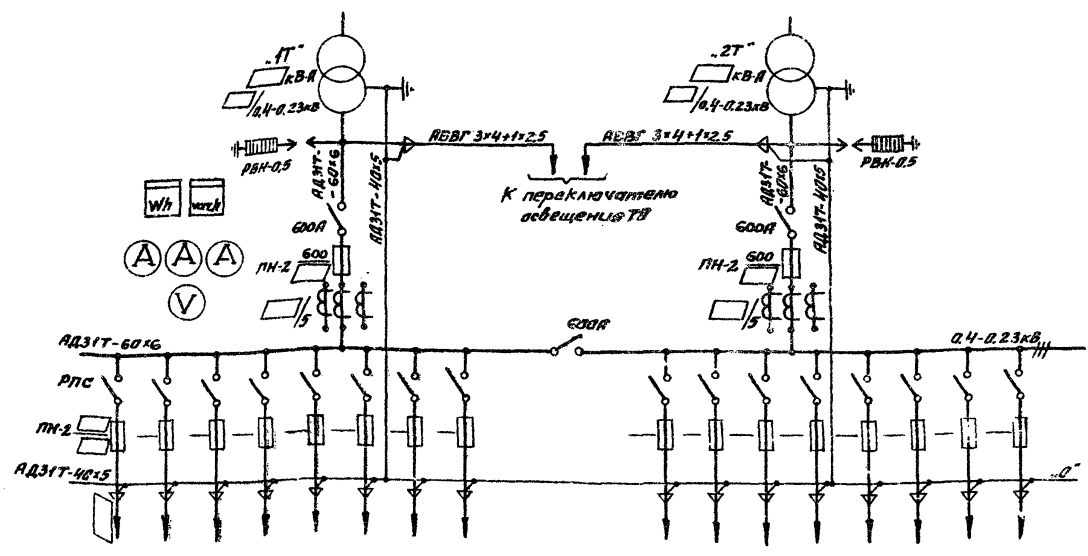 „1Т"
кВ·А
/0,4-0,23кВ
„2Т"
кВ·А
/0,4-0,23кВ
РВН-0,5
АВВГ 3×4+1×2,5
АВВГ 3×4+1×2,5
РВН-0,5
К переключателю
освещения ТП
АД31Т-
-60×6
АД31Т-40×5
АД31Т-
-60×6
АД31Т-40×5
Wh
varh
600А
600А
А А А
V
ПН-2 600
ПН-2 600
/5
/5
600А
АД31Т-60×6
0,4-0,23кВ
РПС
ПН-2
АД31Т-40×5
„0"